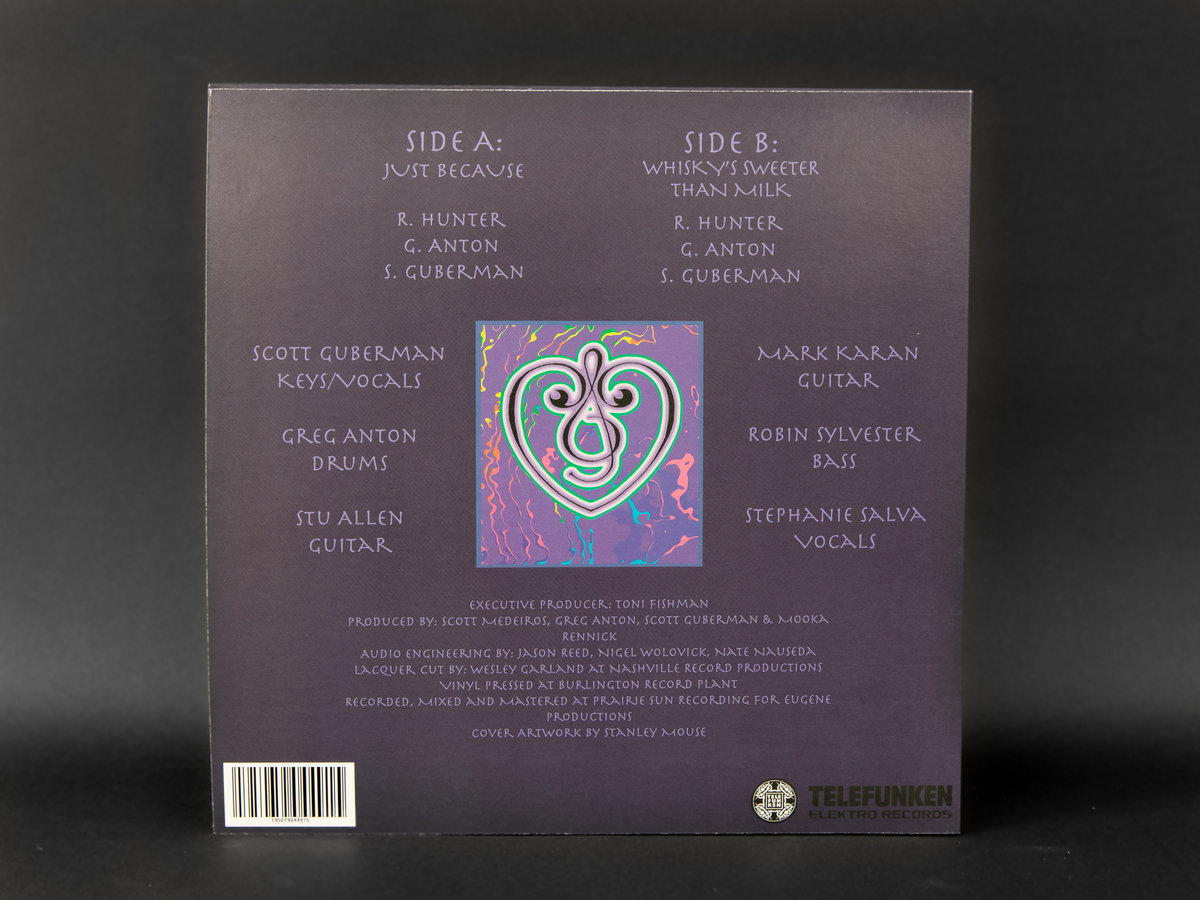 SIDE A:
JUST BECAUSE
R. HUNTER
G. ANTON
S. GUBERMAN
SIDE B:
WHISKY'S SWEETER
THAN MILK
R. HUNTER
G. ANTON
S. GUBERMAN
SCOTT GUBERMAN
KEYS/VOCALS
GREG ANTON
DRUMS
STU ALLEN
GUITAR
MARK KARAN
GUITAR
ROBIN SYLVESTER
BASS
STEPHANIE SALVA
VOCALS
EXECUTIVE PRODUCER: TONI FISHMAN
PRODUCED BY: SCOTT MEDEIROS, GREG ANTON, SCOTT GUBERMAN & MOOKA
RENNICK
AUDIO ENGINEERING BY: JASON REED, NIGEL WOLOVICK, NATE NAUSEDA
LACQUER CUT BY: WESLEY GARLAND AT NASHVILLE RECORD PRODUCTIONS
VINYL PRESSED AT BURLINGTON RECORD PLANT
RECORDED, MIXED AND MASTERED AT PRAIRIE SUN RECORDING FOR EUGENE
PRODUCTIONS
COVER ARTWORK BY STANLEY MOUSE
TELE
FUN
KEN
TELEFUNKEN
ELEKTRO RECORDS